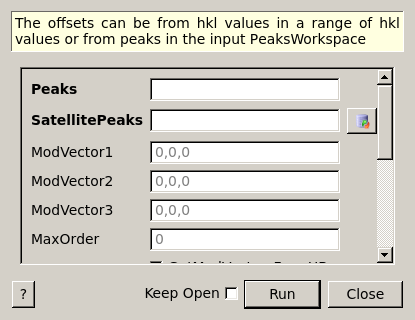 The offsets can be from hkl values in a range of hkl
values or from peaks in the input PeaksWorkspace
Peaks
SatellitePeaks
ModVector1 0,0,0
ModVector2 0,0,0
ModVector3 0,0,0
MaxOrder 0
? Keep Open Run Close